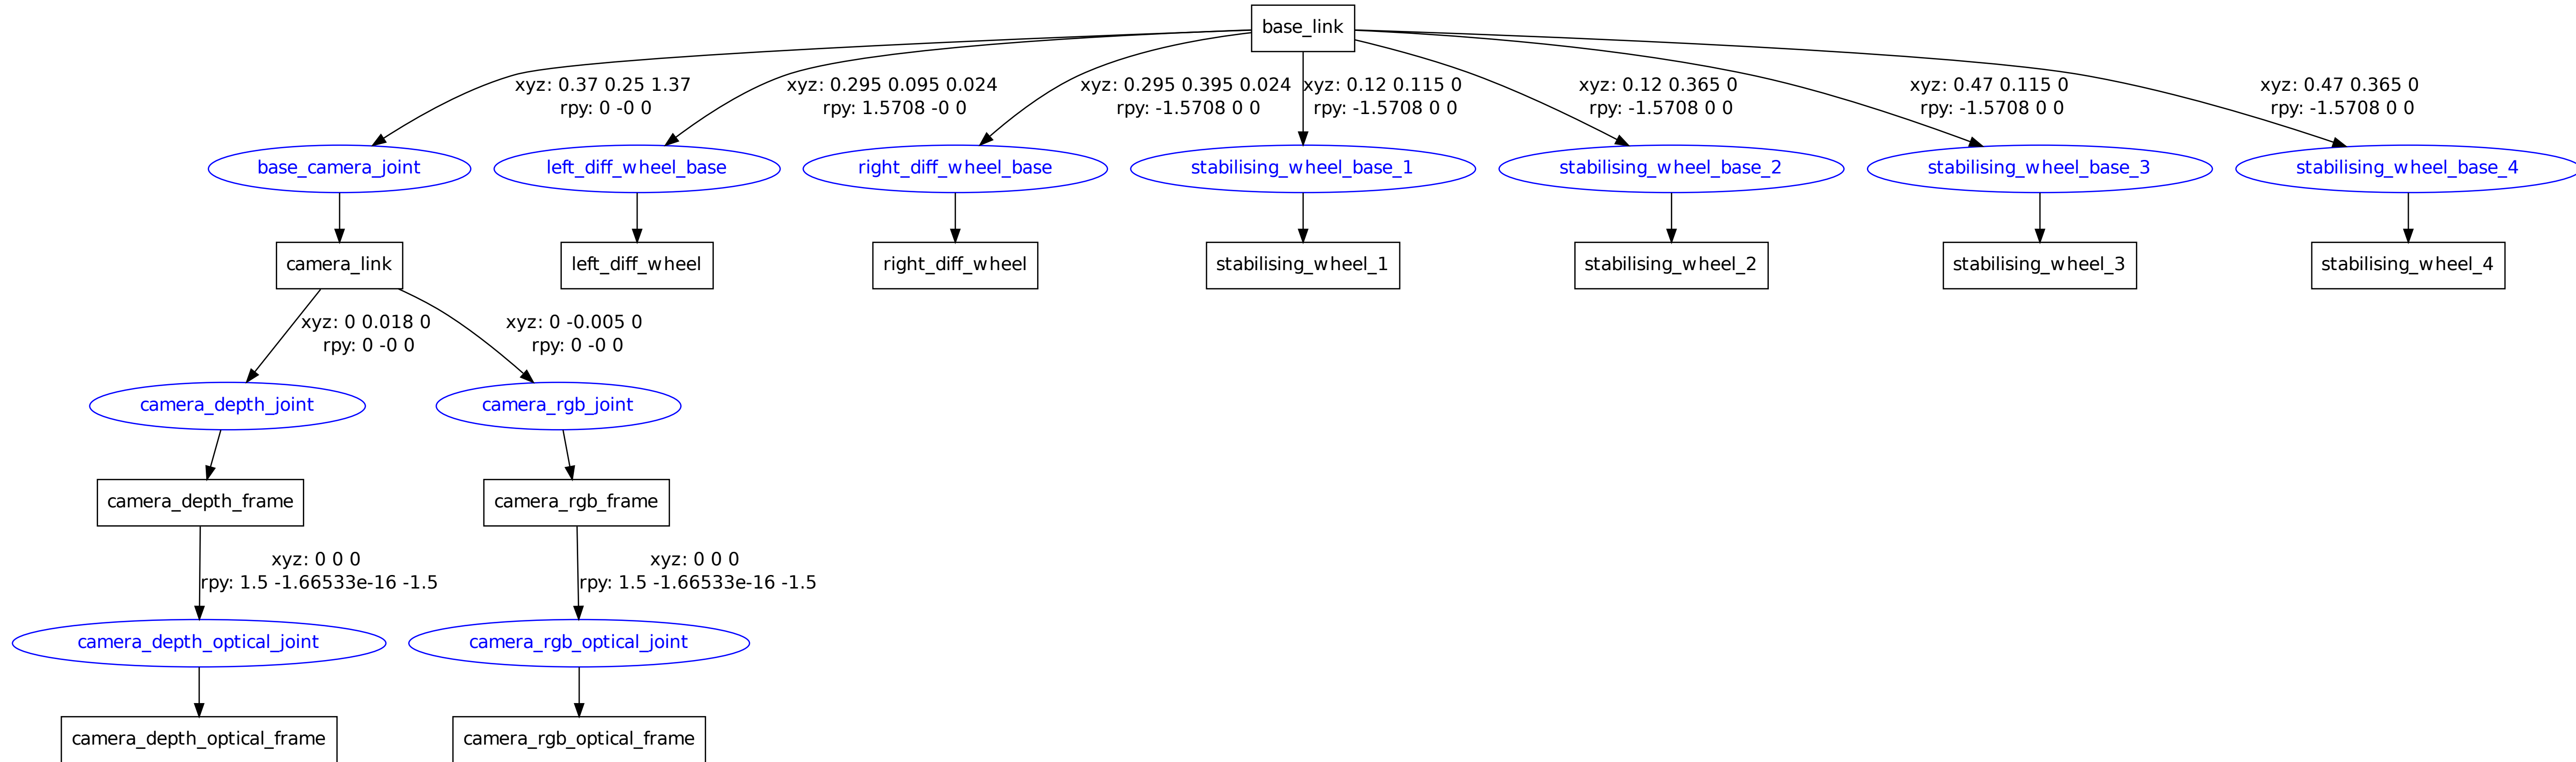 base_link
xyz: 0.37 0.25 1.37
rpy: 0 -0 0
xyz: 0.295 0.095 0.024
rpy: 1.5708 -0 0
xyz: 0.295 0.395 0.024
rpy: -1.5708 0 0
xyz: 0.12 0.115 0
rpy: -1.5708 0 0
xyz: 0.12 0.365 0
rpy: -1.5708 0 0
xyz: 0.47 0.115 0
rpy: -1.5708 0 0
xyz: 0.47 0.365 0
rpy: -1.5708 0 0
base_camera_joint
left_diff_wheel_base
right_diff_wheel_base
stabilising_wheel_base_1
stabilising_wheel_base_2
stabilising_wheel_base_3
stabilising_wheel_base_4
camera_link
left_diff_wheel
right_diff_wheel
stabilising_wheel_1
stabilising_wheel_2
stabilising_wheel_3
stabilising_wheel_4
xyz: 0 0.018 0
rpy: 0 -0 0
xyz: 0 -0.005 0
rpy: 0 -0 0
camera_depth_joint
camera_rgb_joint
camera_depth_frame
camera_rgb_frame
xyz: 0 0 0
rpy: 1.5 -1.66533e-16 -1.5
xyz: 0 0 0
rpy: 1.5 -1.66533e-16 -1.5
camera_depth_optical_joint
camera_rgb_optical_joint
camera_depth_optical_frame
camera_rgb_optical_frame